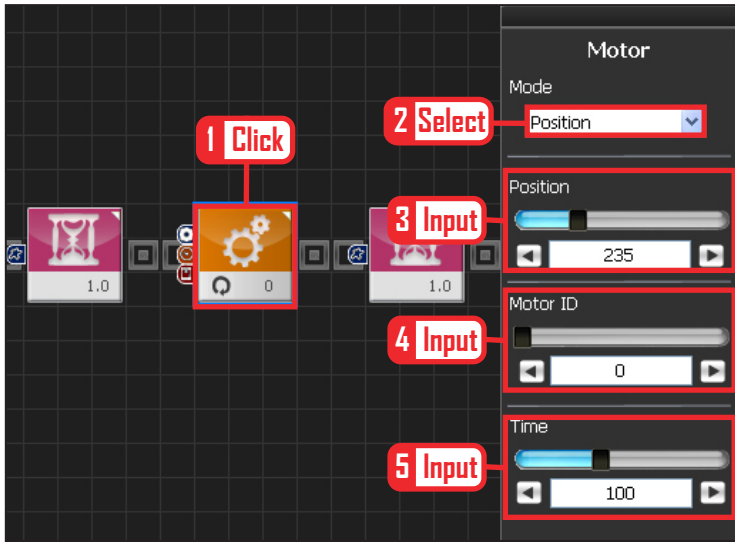 Motor
Mode
2 Select
Position
1 Click
Position
3 Input
235
1.0
0
1.0
Motor ID
4 Input
0
Time
5 Input
100